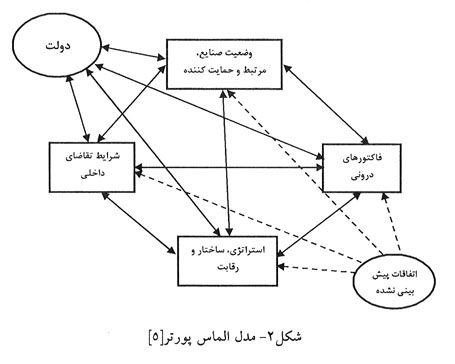 دولت
وضعیت صنایع،
مرتبط و حمایت کننده
شرایط تقاضای
داخلی
فاکتورهای
درونی
استراتژی، ساختار و
رقابت
اتفاقات پیش
بینی نشده
شکل۲- مدل الماس پورتر[۵]